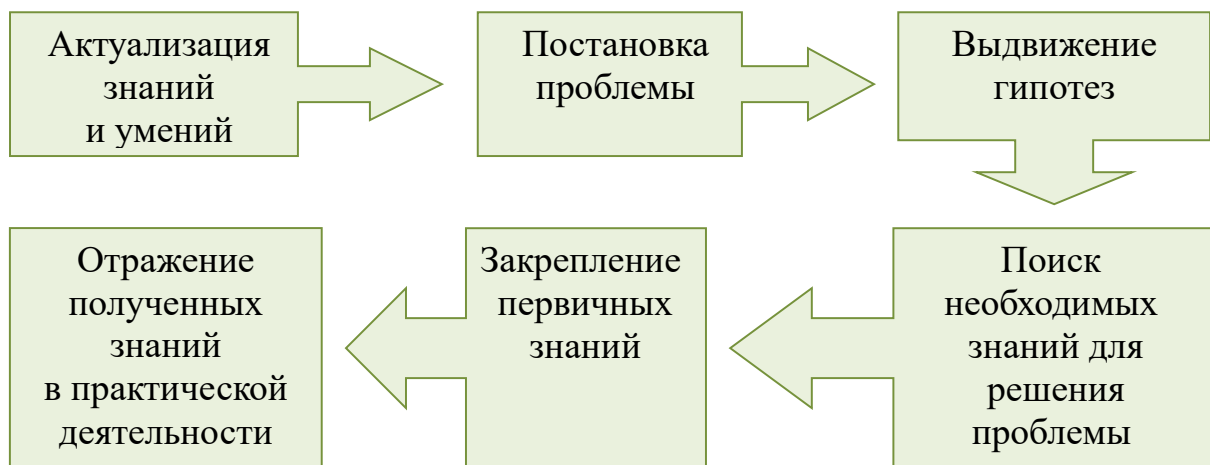 Актуализация
знаний
и умений
Постановка
проблемы
Выдвижение
гипотез
Поиск
необходимых
знаний для
решения
проблемы
Закрепление
первичных
знаний
Отражение
полученных
знаний
в практической
деятельности